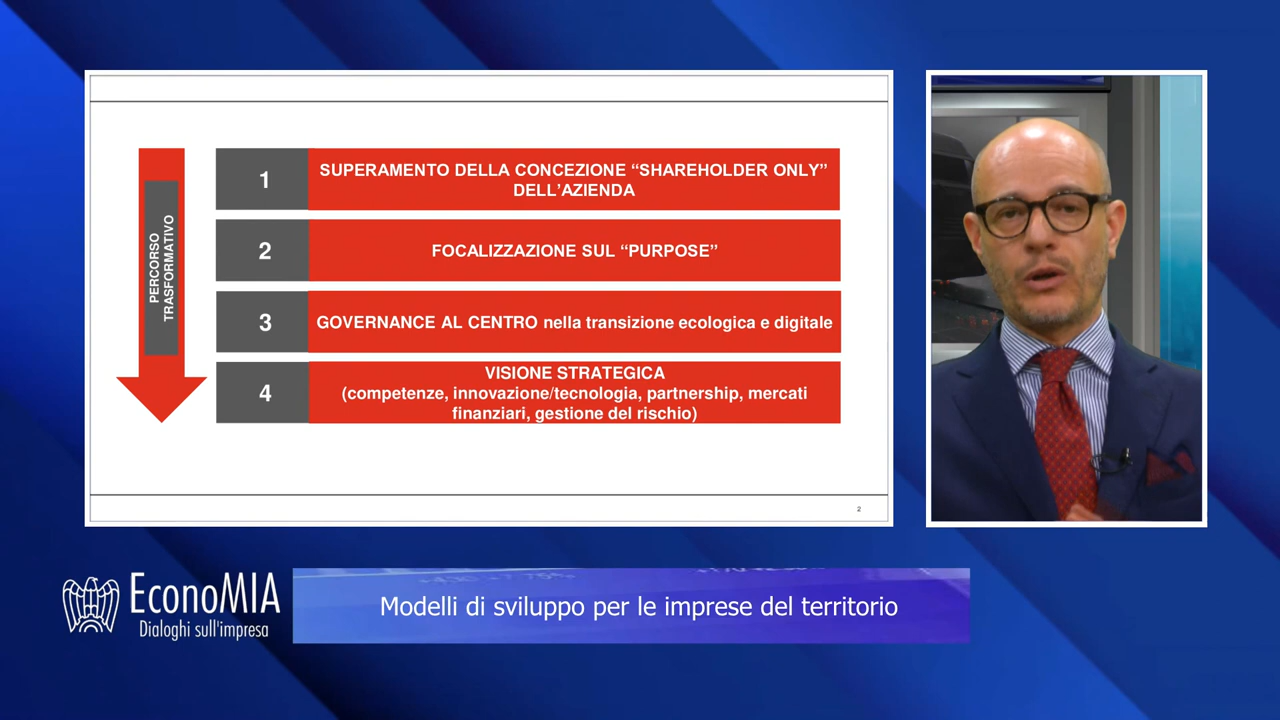 PERCORSO
TRASFORMATIVO
1
SUPERAMENTO DELLA CONCEZIONE “SHAREHOLDER ONLY”
DELL’AZIENDA
2
FOCALIZZAZIONE SUL “PURPOSE”
3
GOVERNANCE AL CENTRO nella transizione ecologica e digitale
4
VISIONE STRATEGICA
(competenze, innovazione/tecnologia, partnership, mercati
finanziari, gestione del rischio)
2
EconoMIA
Dialoghi sull'impresa
Modelli di sviluppo per le imprese del territorio